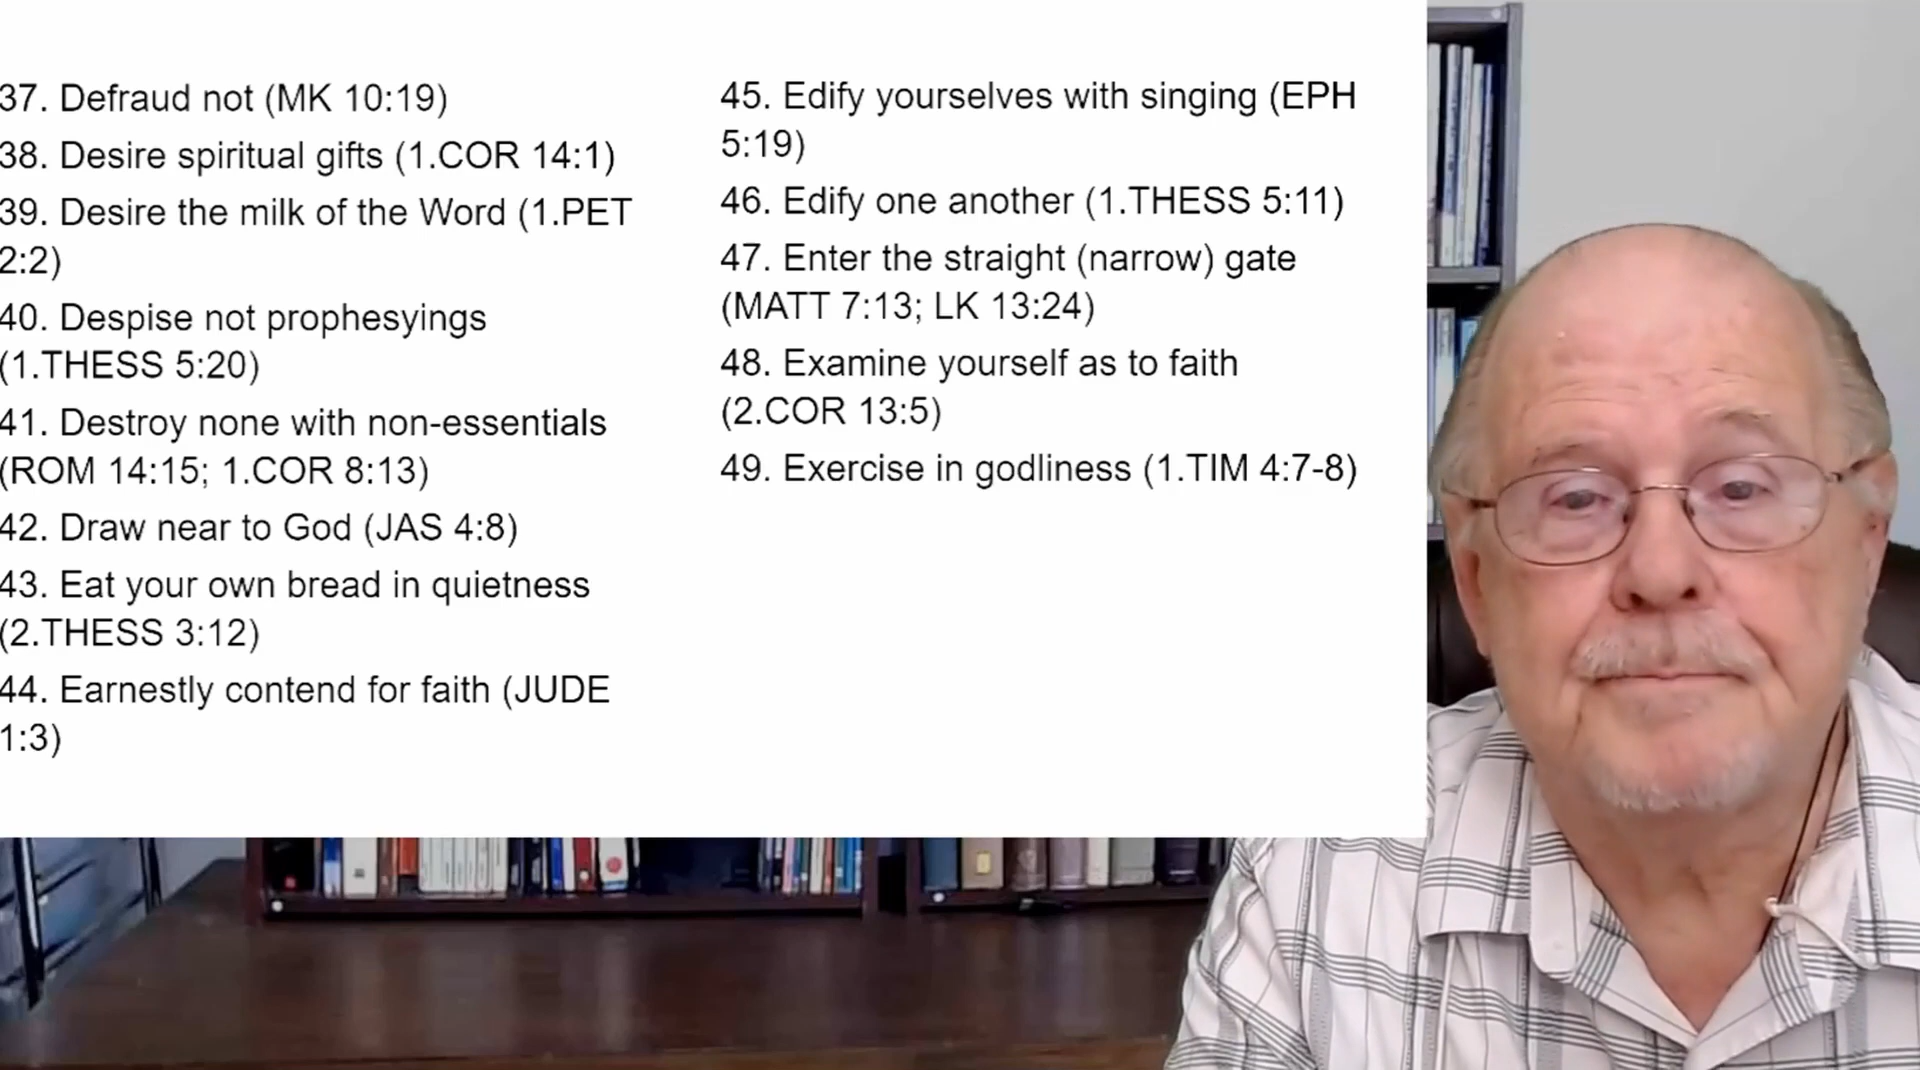 37. Defraud not (MK 10:19)
38. Desire spiritual gifts (1.COR 14:1)
39. Desire the milk of the Word (1.PET
2:2)
40. Despise not prophesyings
(1.THESS 5:20)
41. Destroy none with non-essentials
(ROM 14:15; 1.COR 8:13)
42. Draw near to God (JAS 4:8)
43. Eat your own bread in quietness
(2.THESS 3:12)
44. Earnestly contend for faith (JUDE
1:3)
45. Edify yourselves with singing (EPH
5:19)
46. Edify one another (1.THESS 5:11)
47. Enter the straight (narrow) gate
(MATT 7:13; LK 13:24)
48. Examine yourself as to faith
(2.COR 13:5)
49. Exercise in godliness (1.TIM 4:7-8)